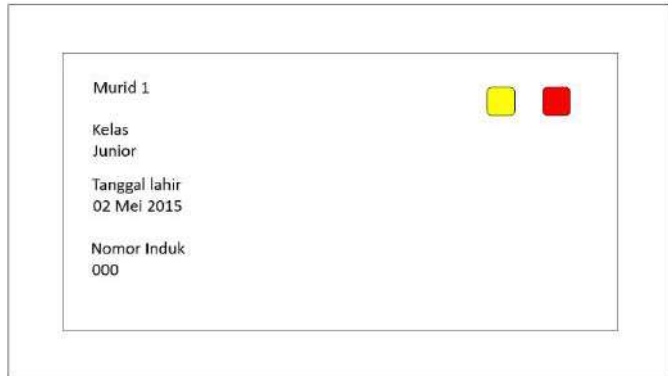 Murid 1
Kelas
Junior
Tanggal lahir
02 Mei 2015
Nomor Induk
000